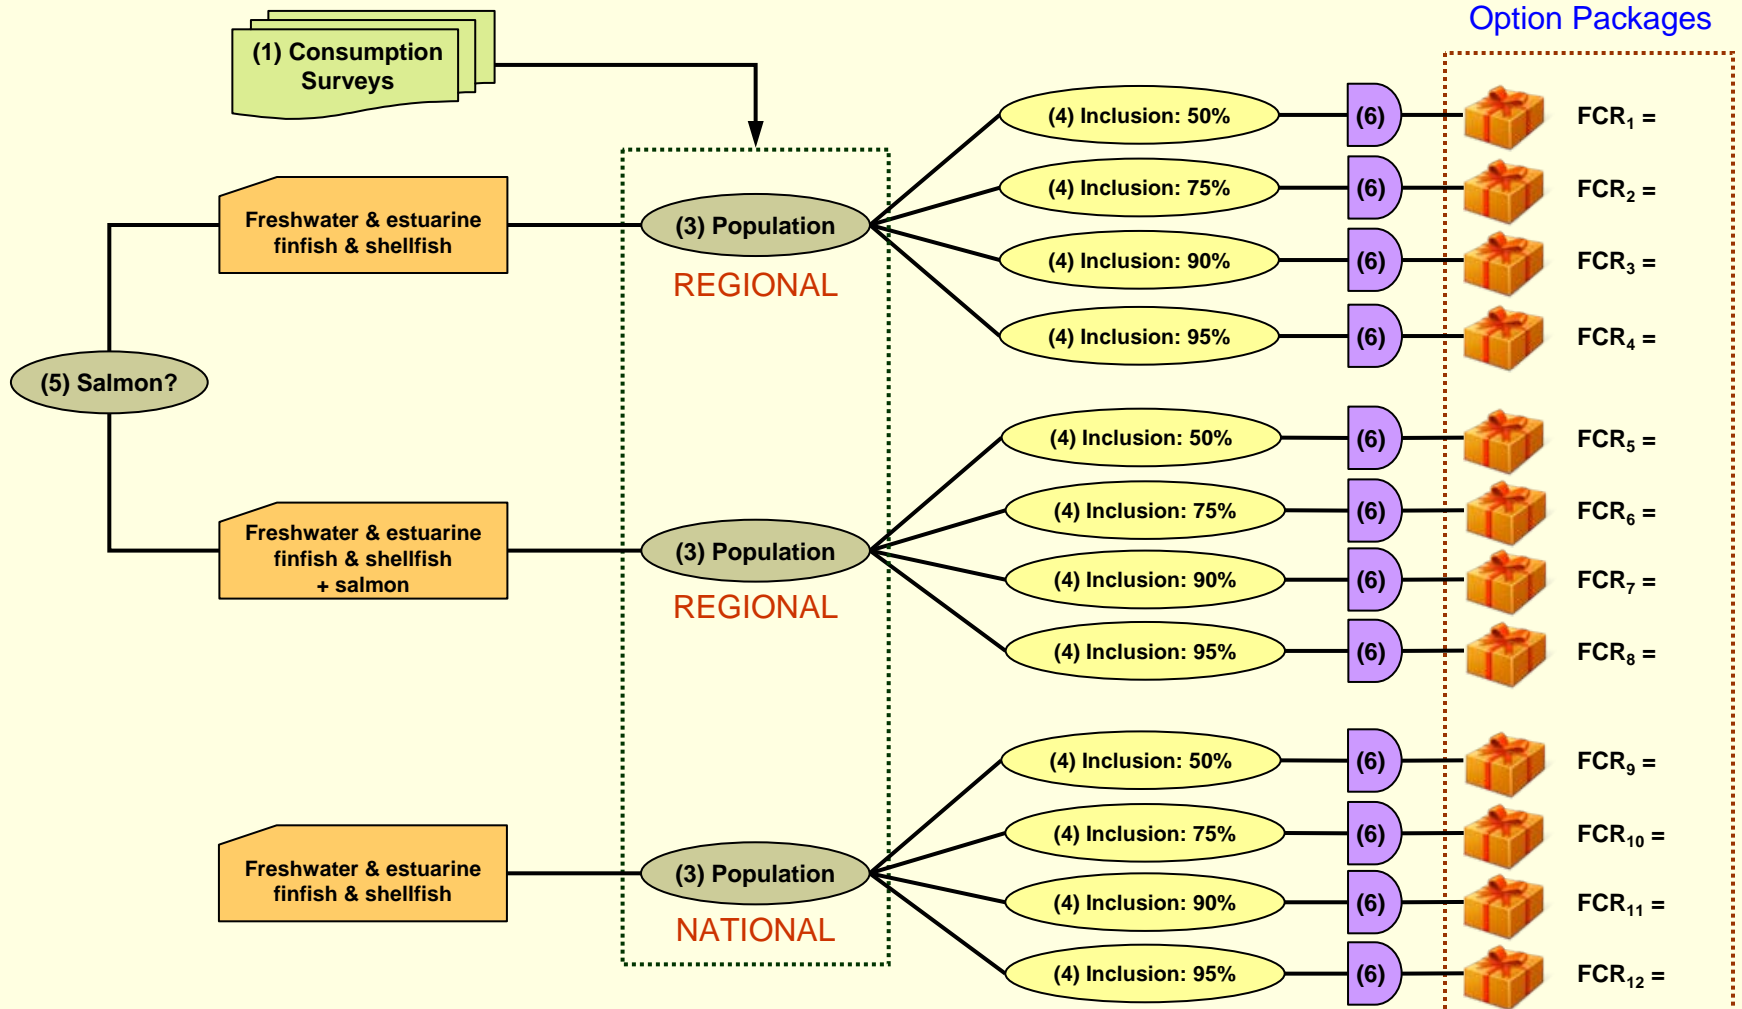 Option Packages
(1) Consumption
Surveys
(4) Inclusion: 50%
(6)
FCR₁ =
(4) Inclusion: 75%
(6)
FCR₂ =
Freshwater & estuarine
finfish & shellfish
(3) Population
REGIONAL
(4) Inclusion: 90%
(6)
FCR₃ =
(4) Inclusion: 95%
(6)
FCR₄ =
(5) Salmon?
(4) Inclusion: 50%
(6)
FCR₅ =
(4) Inclusion: 75%
(6)
FCR₆ =
Freshwater & estuarine
finfish & shellfish
+ salmon
(3) Population
REGIONAL
(4) Inclusion: 90%
(6)
FCR₇ =
(4) Inclusion: 95%
(6)
FCR₈ =
(4) Inclusion: 50%
(6)
FCR₉ =
(4) Inclusion: 75%
(6)
FCR₁₀ =
Freshwater & estuarine
finfish & shellfish
(3) Population
NATIONAL
(4) Inclusion: 90%
(6)
FCR₁₁ =
(4) Inclusion: 95%
(6)
FCR₁₂ =